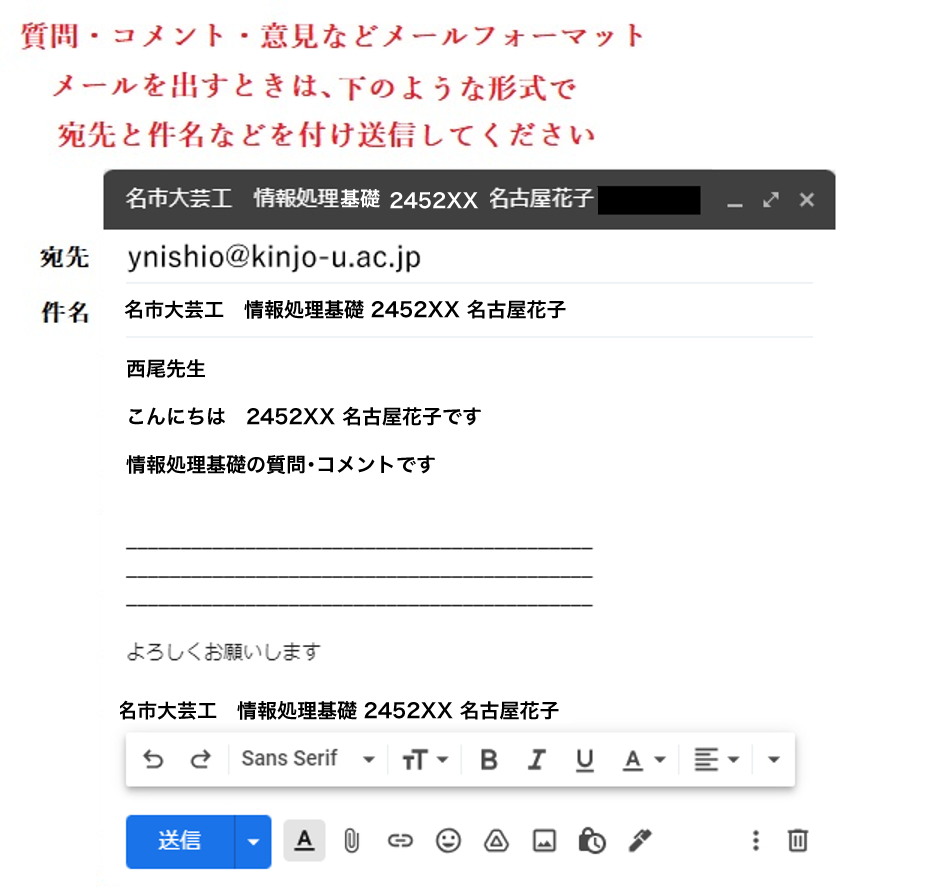 質問・コメント・意見などメールフォーマット
メールを出すときは、下のような形式で
宛先と件名などを付け送信してください
名市大芸工　情報処理基礎 2452XX 名古屋花子
宛先 ynishio@kinjo-u.ac.jp
件名 名市大芸工　情報処理基礎 2452XX 名古屋花子
西尾先生
こんにちは　2452XX 名古屋花子です
情報処理基礎の質問･コメントです
よろしくお願いします
名市大芸工　情報処理基礎 2452XX 名古屋花子
Sans Serif TT B I U A
送信 A